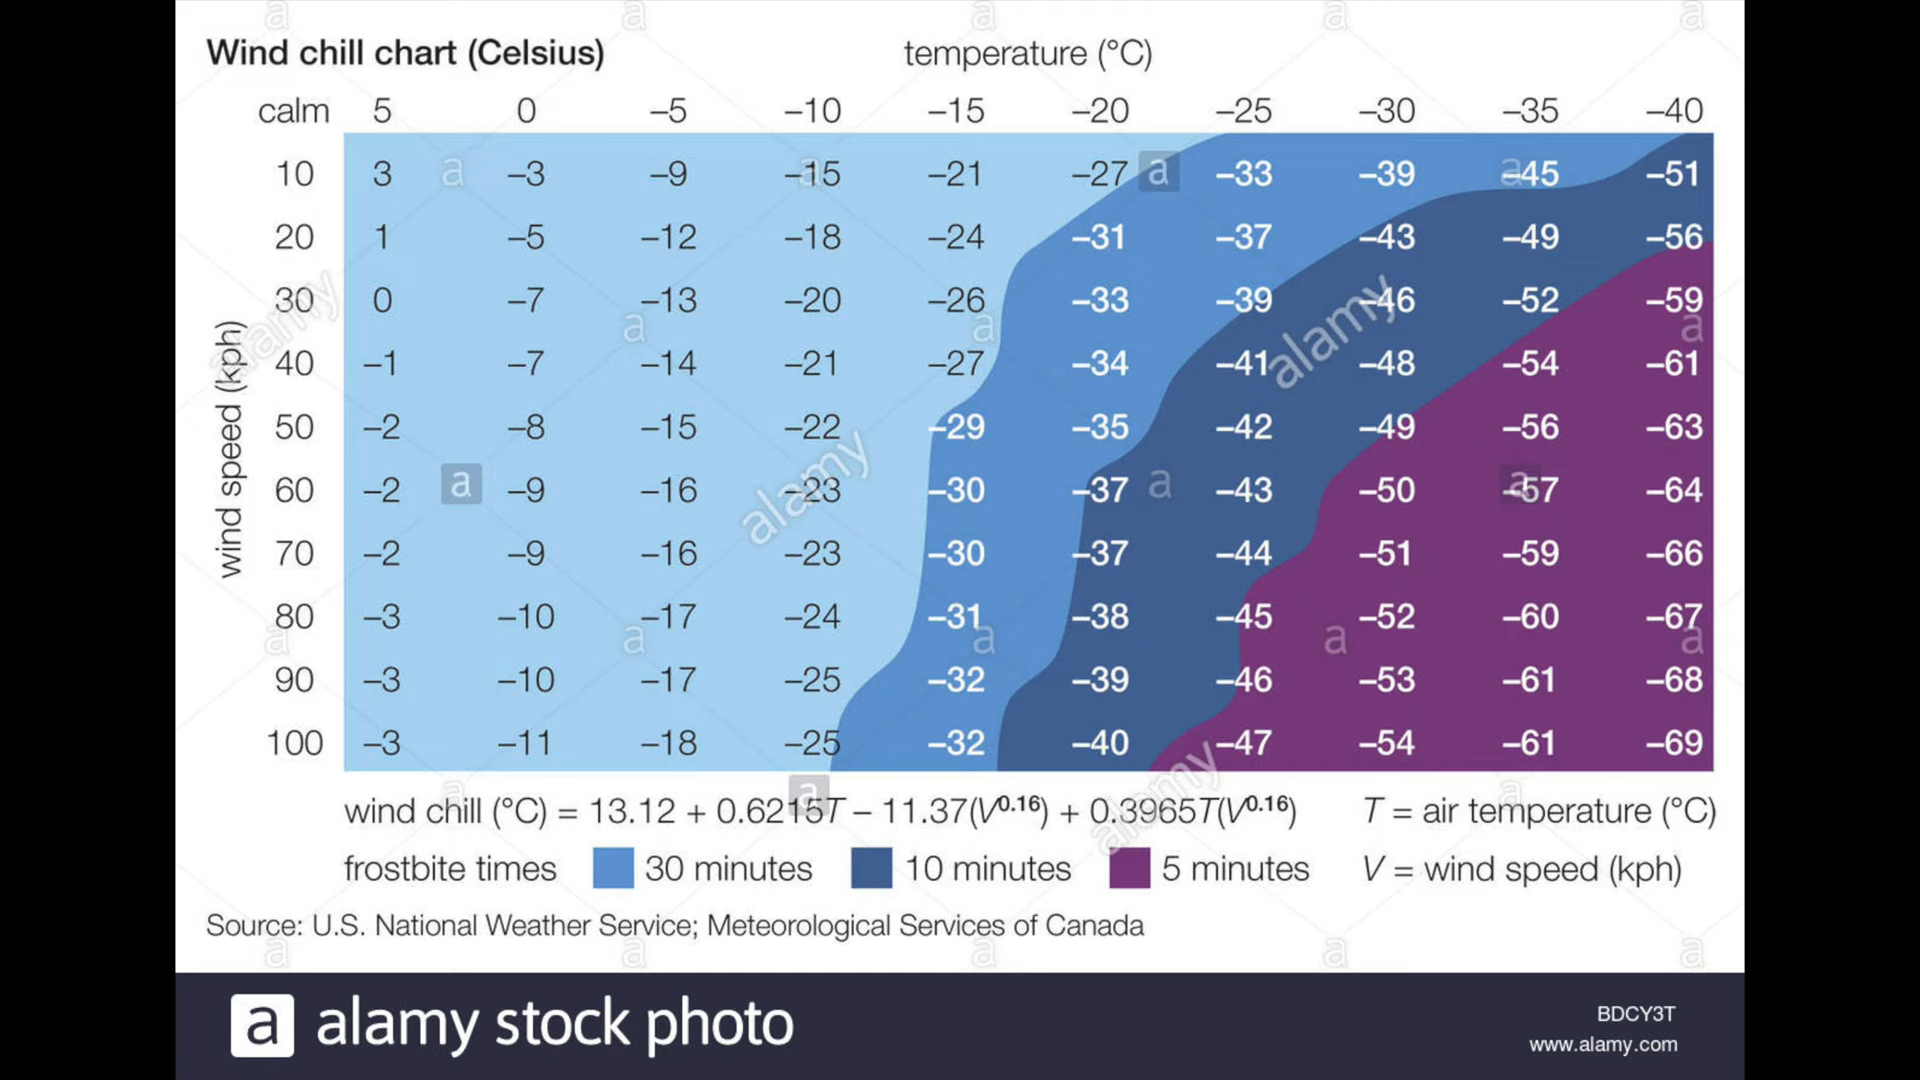 Wind chill chart (Celsius) temperature (°C)
calm 5 0 –5 –10 –15 –20 –25 –30 –35 –40
wind speed (kph)
10 3 –3 –9 –15 –21 –27 –33 –39 –45 –51
20 1 –5 –12 –18 –24 –31 –37 –43 –49 –56
30 0 –7 –13 –20 –26 –33 –39 –46 –52 –59
40 –1 –7 –14 –21 –27 –34 –41 –48 –54 –61
50 –2 –8 –15 –22 –29 –35 –42 –49 –56 –63
60 –2 –9 –16 –23 –30 –37 –43 –50 –57 –64
70 –2 –9 –16 –23 –30 –37 –44 –51 –59 –66
80 –3 –10 –17 –24 –31 –38 –45 –52 –60 –67
90 –3 –10 –17 –25 –32 –39 –46 –53 –61 –68
100 –3 –11 –18 –25 –32 –40 –47 –54 –61 –69
wind chill (°C) = 13.12 + 0.6215T – 11.37(V^0.16) + 0.3965T(V^0.16) T = air temperature (°C)
frostbite times 30 minutes 10 minutes 5 minutes V = wind speed (kph)
Source: U.S. National Weather Service; Meteorological Services of Canada
a alamy stock photo
BDCY3T
www.alamy.com